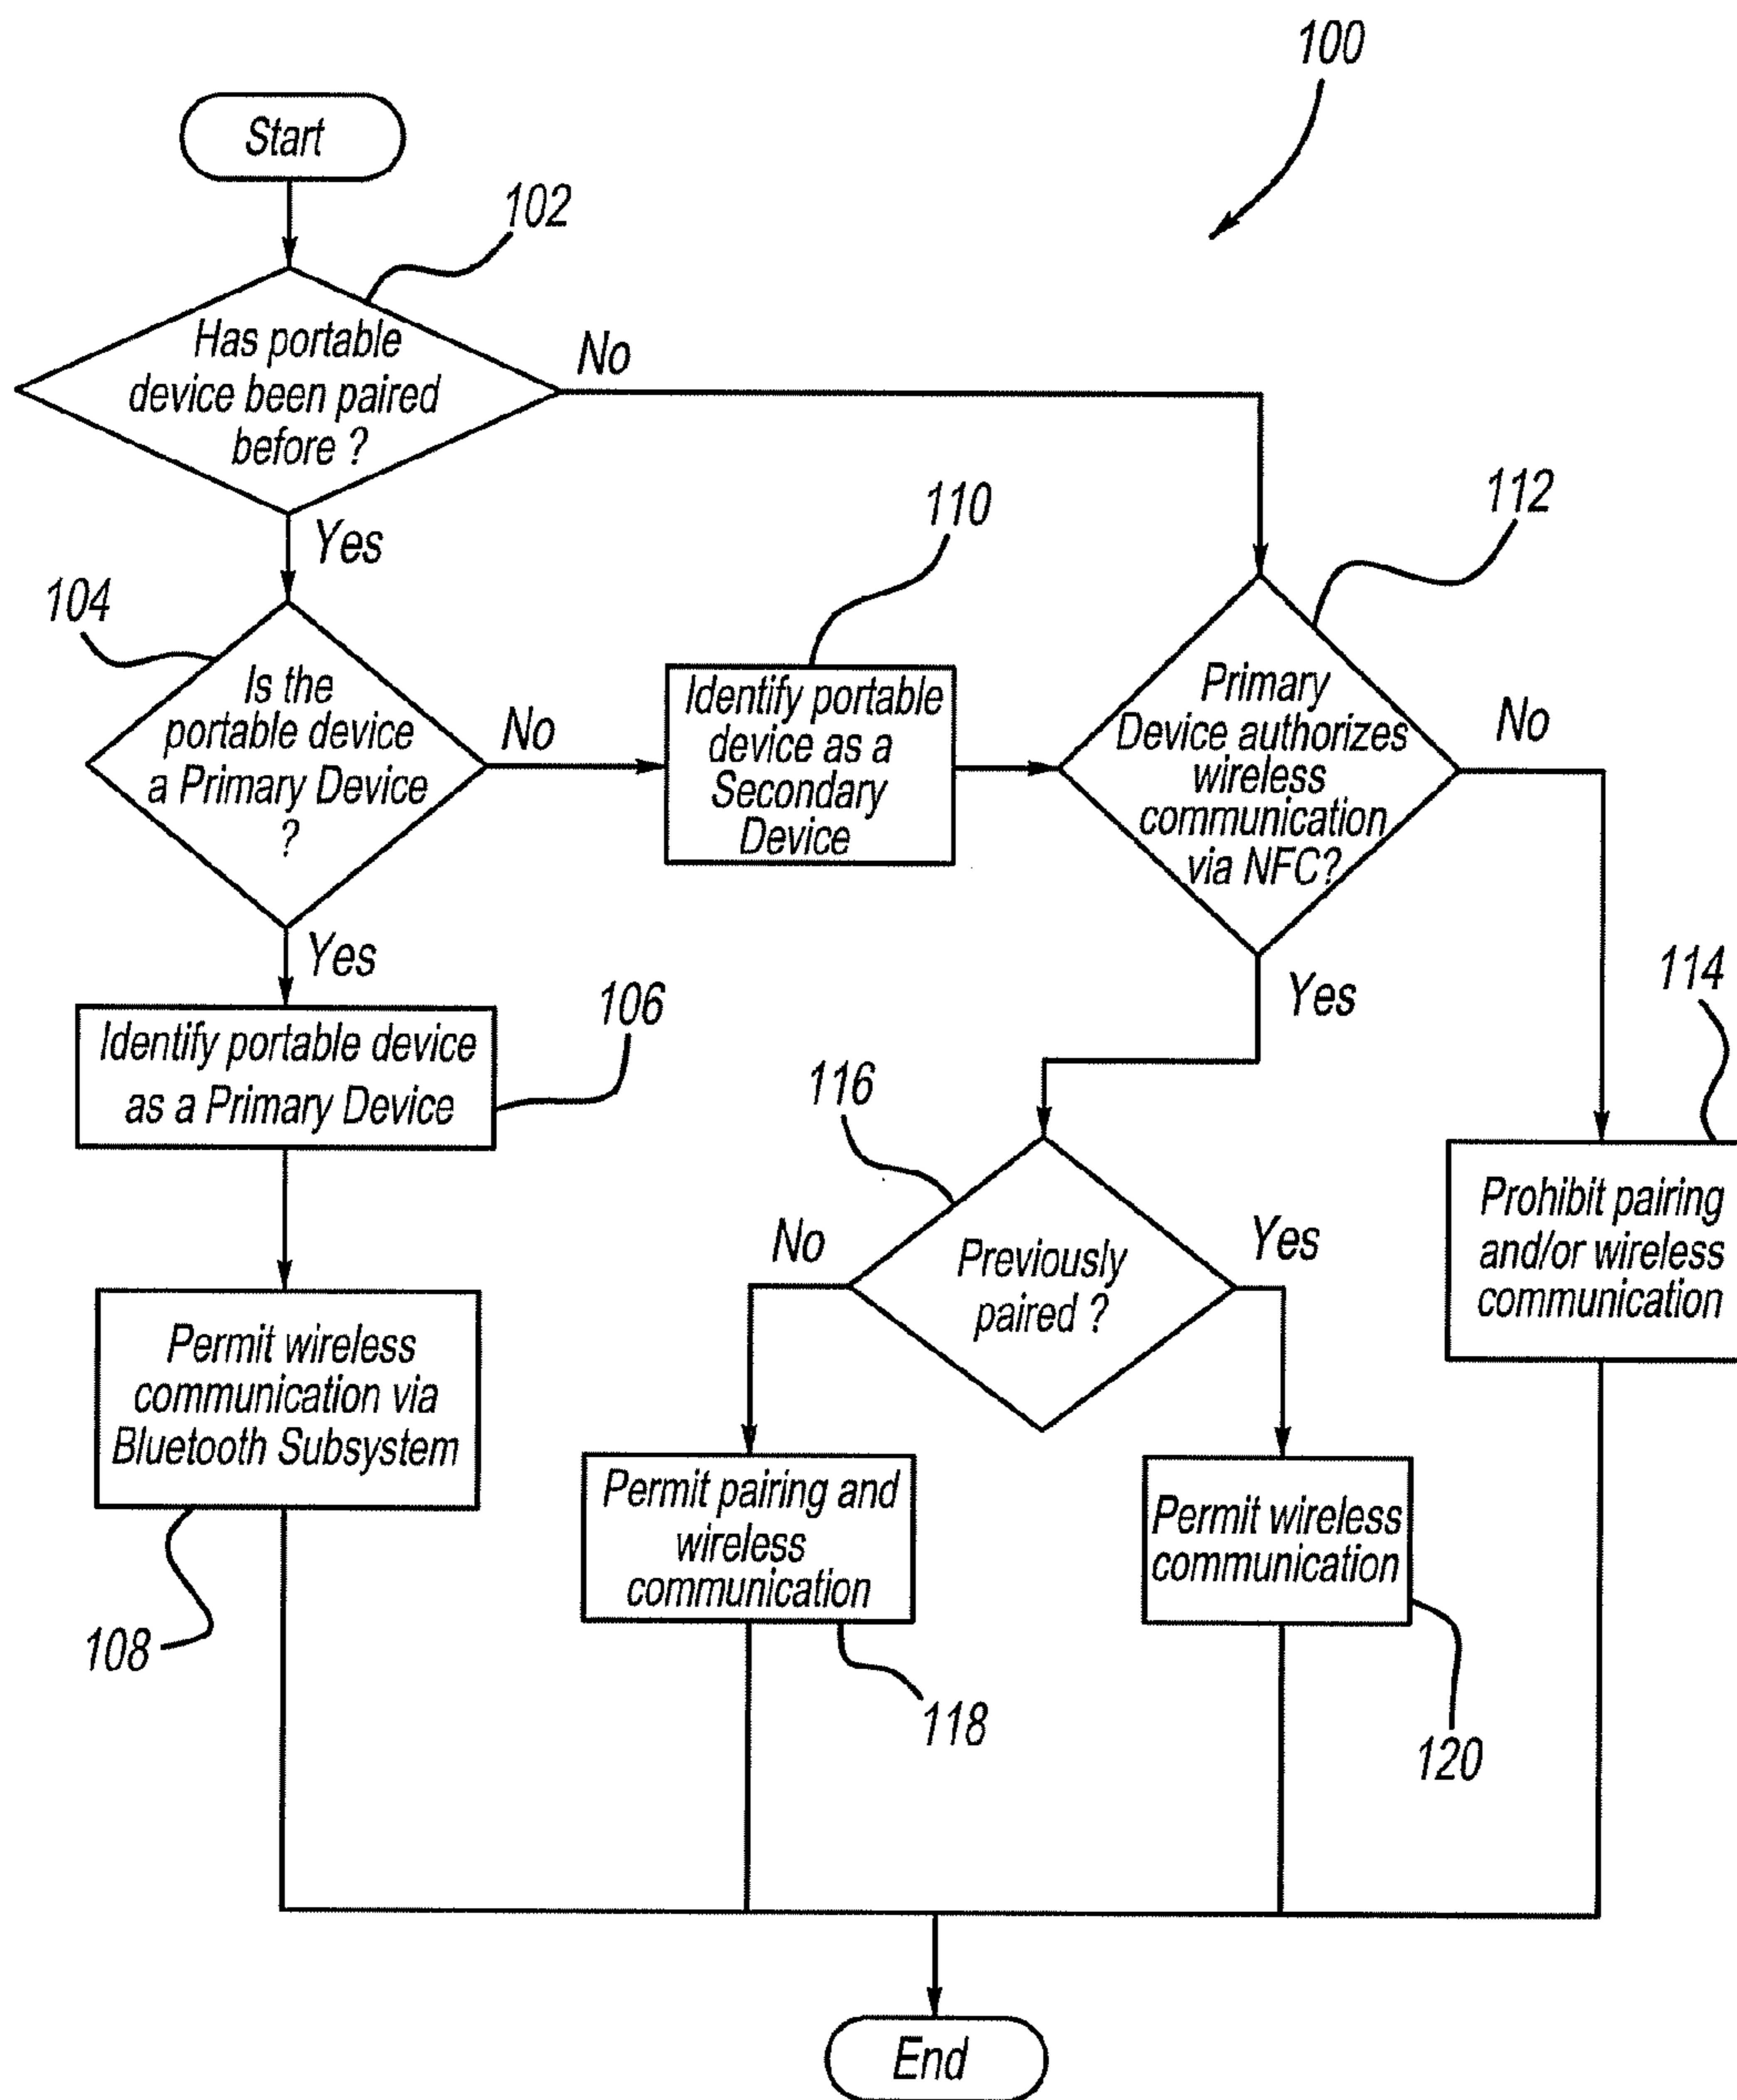 100
Start
102
Has portable
device been paired
before ?
No
Yes
104
Is the
portable device
a Primary Device
?
No
110
Identify portable
device as a
Secondary
Device
112
Primary
Device authorizes
wireless
communication
via NFC?
No
Yes
Yes
106
Identify portable device
as a Primary Device
114
Prohibit pairing
and/or wireless
communication
116
Previously
paired ?
No
Yes
Permit wireless
communication via
Bluetooth Subsystem
108
Permit pairing and
wireless
communication
118
Permit wireless
communication
120
End